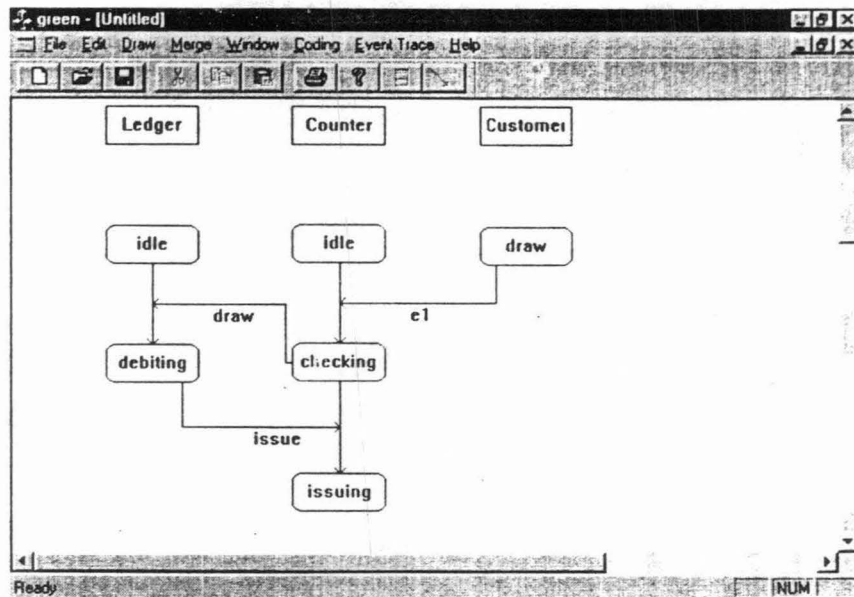 green - [Untitled]
File Edit Draw Merge Window Coding Event Trace Help
Ledger Counter Customer
idle idle draw
draw e1
debiting checking
issue
issuing
Ready NUM